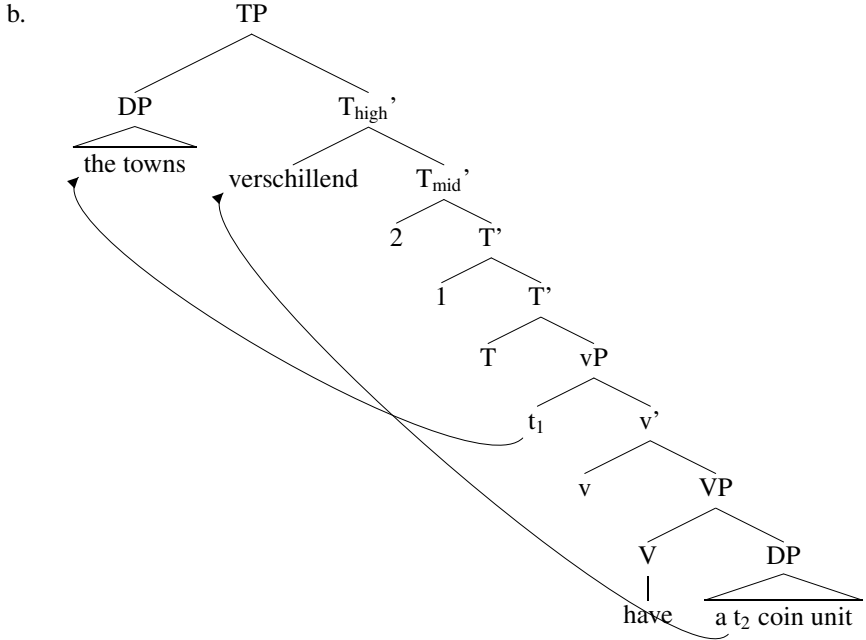 b.
TP
DP T_high’
the towns
verschillend T_mid’
2 T’
1 T’
T vP
t₁ v’
v VP
V DP
have a t₂ coin unit